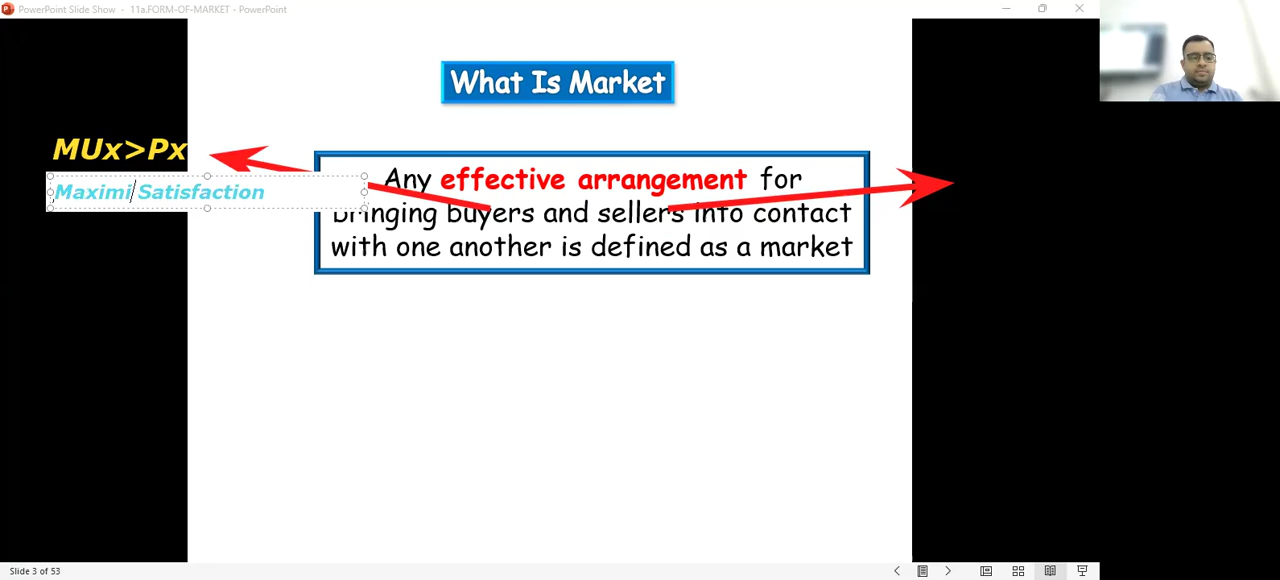 PowerPoint Slide Show - 11a.FORM-OF-MARKET - PowerPoint
What Is Market
MUx>Px
Maximi Satisfaction
Any effective arrangement for
bringing buyers and sellers into contact
with one another is defined as a market
Slide 3 of 53